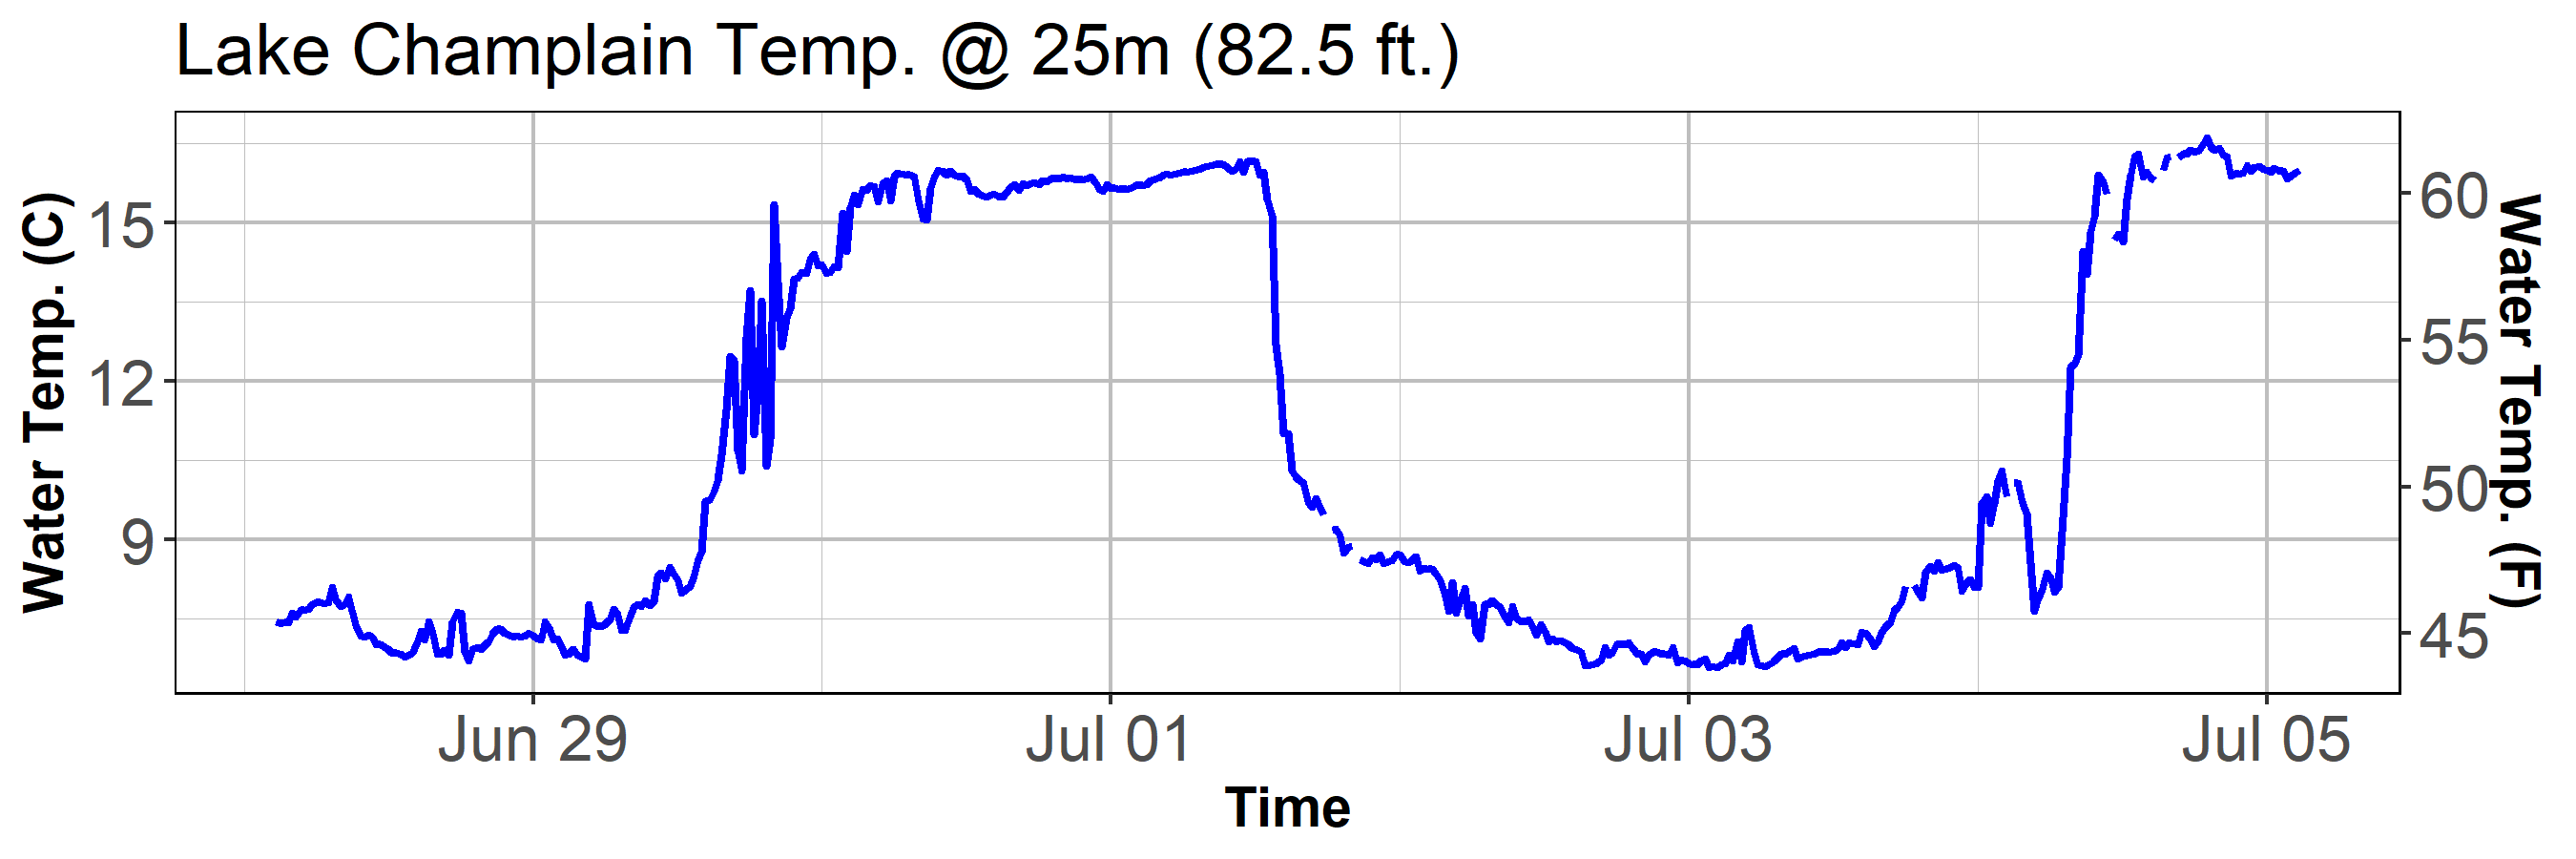 Lake Champlain Temp. @ 25m (82.5 ft.)
Water Temp. (C)
15
12
9
60
55
50
45
Water Temp. (F)
Jun 29
Jul 01
Jul 03
Jul 05
Time